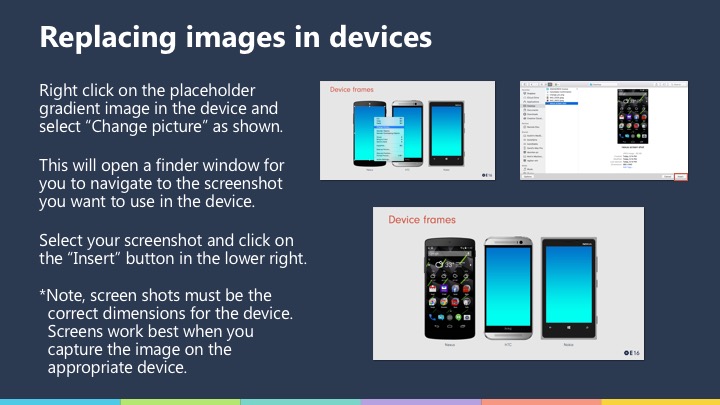 Replacing images in devices
Right click on the placeholder
gradient image in the device and
select “Change picture” as shown.
This will open a finder window for
you to navigate to the screenshot
you want to use in the device.
Select your screenshot and click on
the “Insert” button in the lower right.
*Note, screen shots must be the
correct dimensions for the device.
Screens work best when you
capture the image on the
appropriate device.
Device frames
Nexus HTC Nokia
E16
Device frames
Nexus HTC Nokia
E16